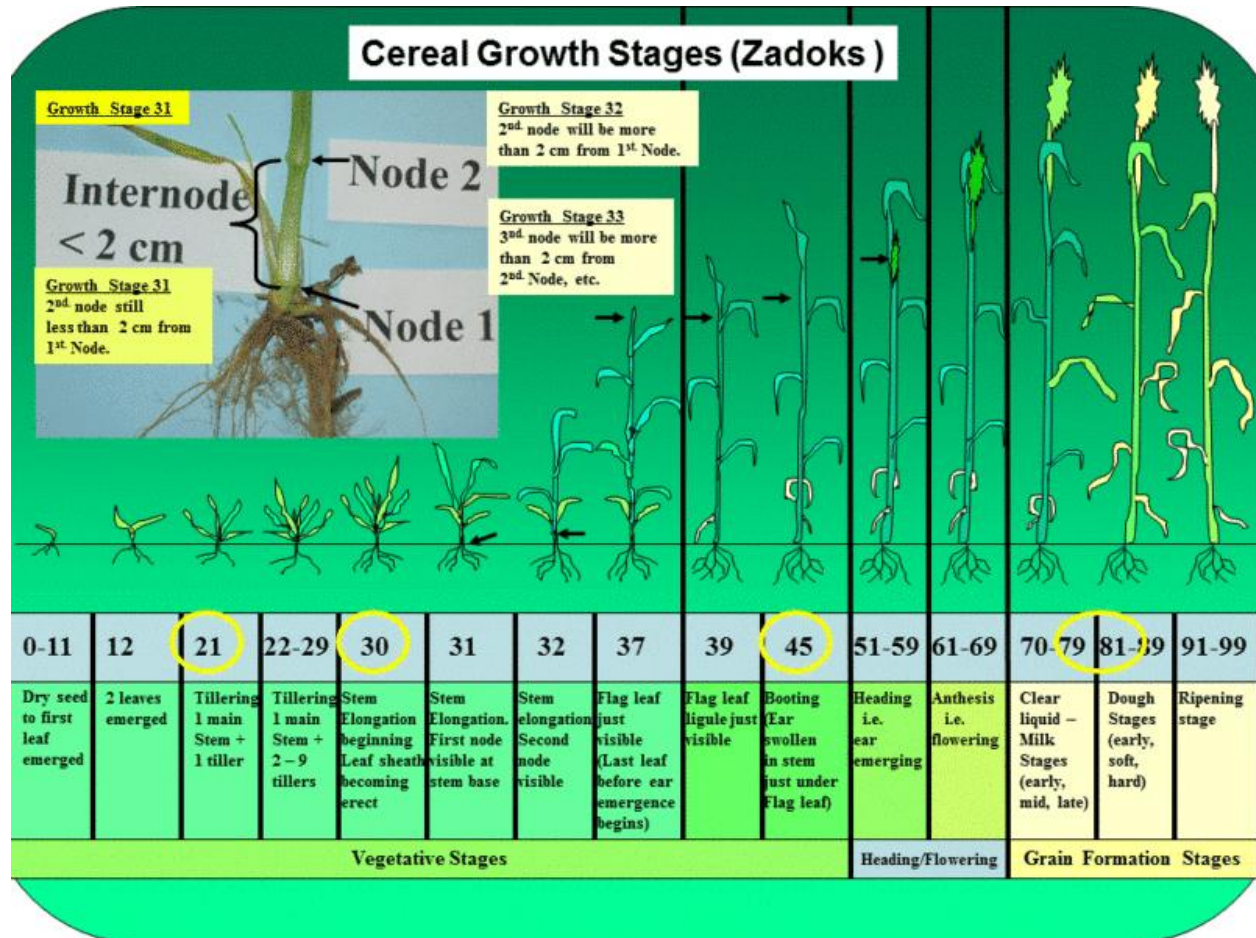 Cereal Growth Stages (Zadoks )
Growth Stage 31
Internode
< 2 cm
Node 2
Node 1
Growth Stage 31
2nd. node still
less than 2 cm from
1st. Node.
Growth Stage 32
2nd. node will be more
than 2 cm from 1st. Node.
Growth Stage 33
3nd. node will be more
than 2 cm from
2nd. Node, etc.
0-11
12
21
22-29
30
31
32
37
39
45
51-59
61-69
70-79
81-89
91-99
Dry seed
to first
leaf
emerged
2 leaves
emerged
Tillering
1 main
Stem +
1 tiller
Tillering
1 main
Stem +
2 – 9
tillers
Stem
Elongation
beginning
Leaf sheath
becoming
erect
Stem
Elongation.
First node
visible at
stem base
Stem
elongation
Second
node
visible
Flag leaf
just
visible
(Last leaf
before ear
emergence
begins)
Flag leaf
ligule just
visible
Booting
(Ear
swollen
in stem
just under
Flag leaf)
Heading
i.e.
ear
emerging
Anthesis
i.e.
flowering
Clear
liquid –
Milk
Stages
(early,
mid, late)
Dough
Stages
(early,
soft,
hard)
Ripening
stage
Vegetative Stages
Heading/Flowering
Grain Formation Stages